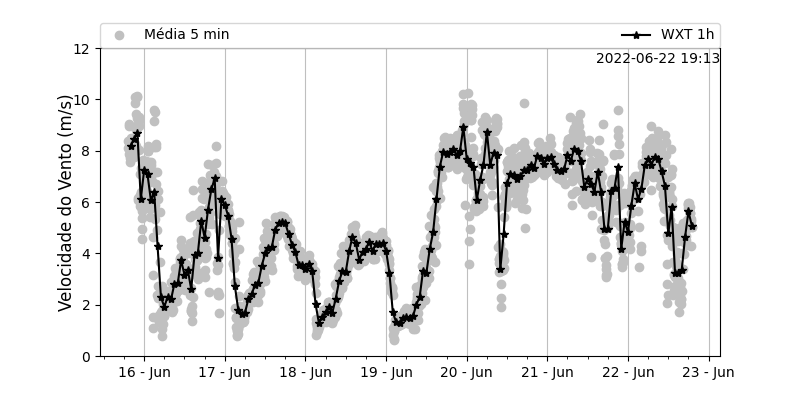 Média 5 min
WXT 1h
2022-06-22 19:13
Velocidade do Vento (m/s)
12
10
8
6
4
2
0
16 - Jun
17 - Jun
18 - Jun
19 - Jun
20 - Jun
21 - Jun
22 - Jun
23 - Jun